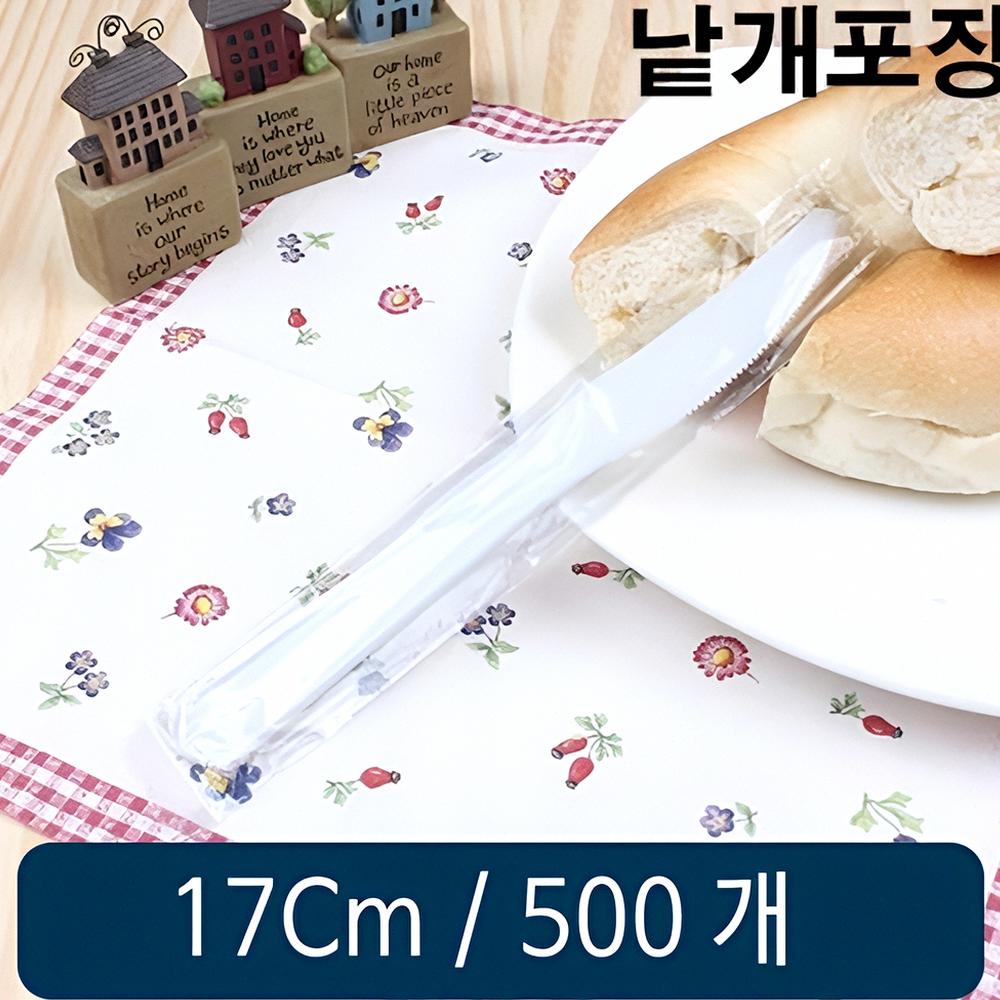 낱개포장
our home
is a
little piece
of heaven
Home
is where
my love you
no matter what
Home
is where
our
story begins
17Cm / 500 개